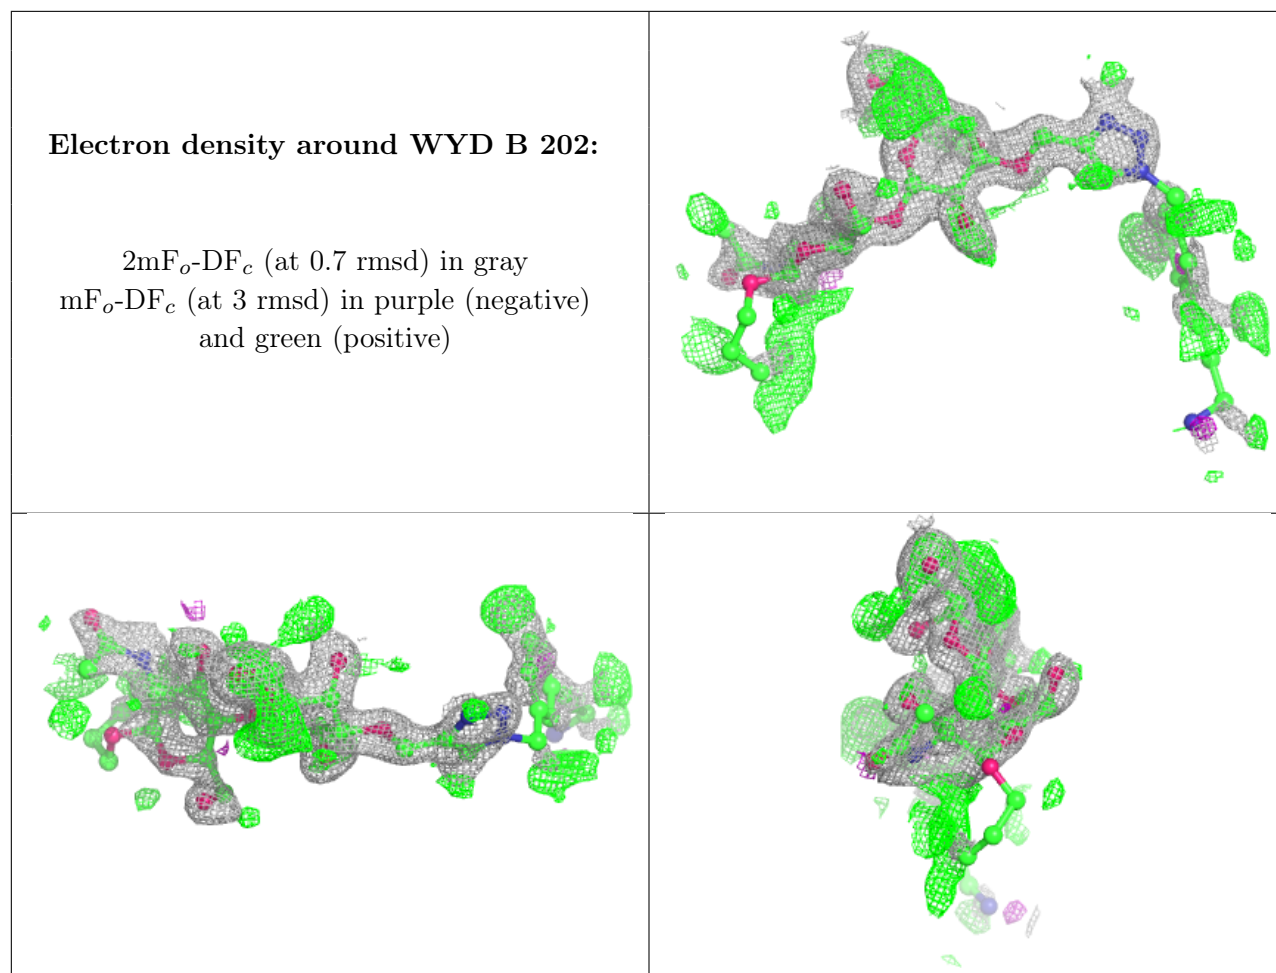 Electron density around WYD B 202:
2mFo-DFc (at 0.7 rmsd) in gray
mFo-DFc (at 3 rmsd) in purple (negative)
and green (positive)